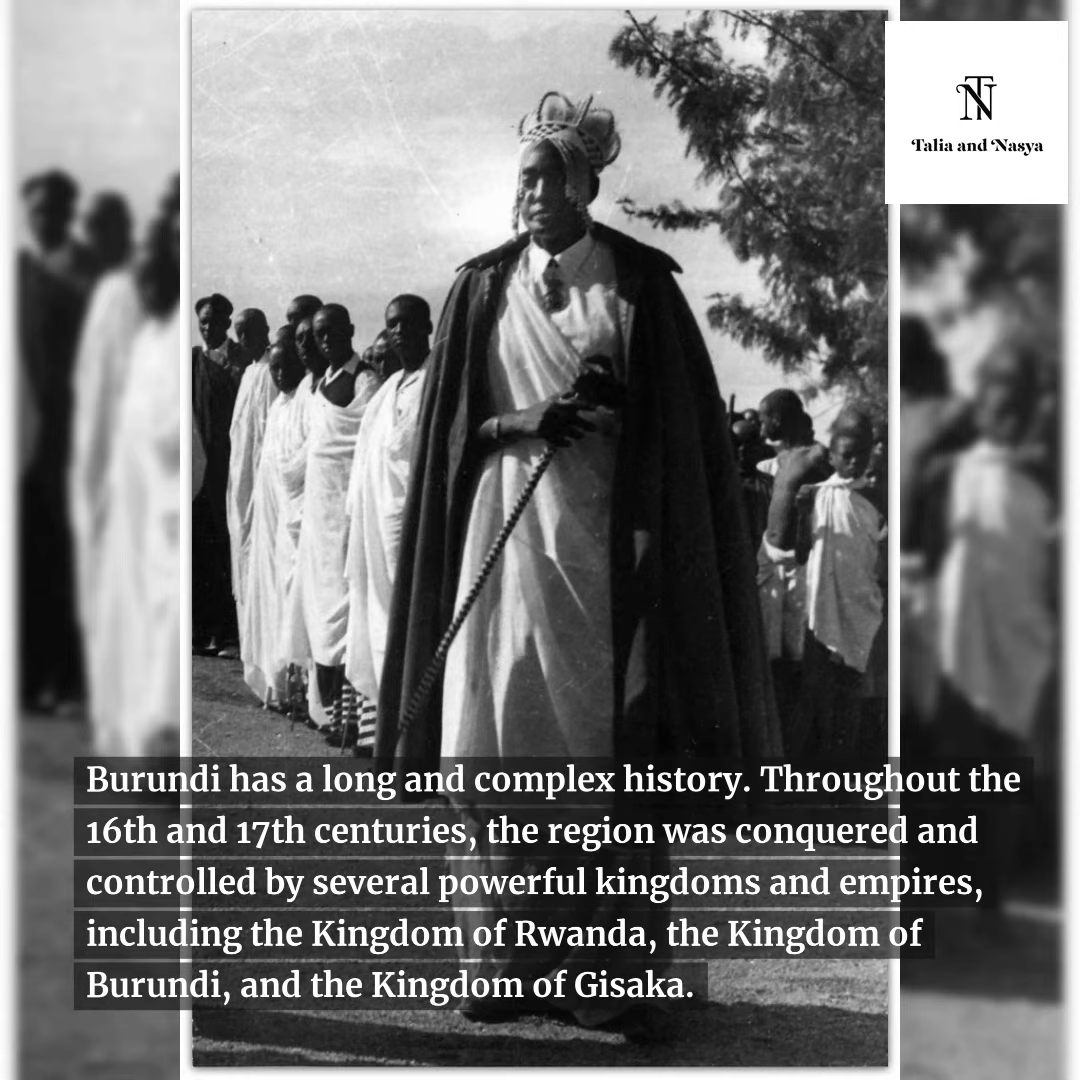 TN
Talia and Nasya
Burundi has a long and complex history. Throughout the
16th and 17th centuries, the region was conquered and
controlled by several powerful kingdoms and empires,
including the Kingdom of Rwanda, the Kingdom of
Burundi, and the Kingdom of Gisaka.